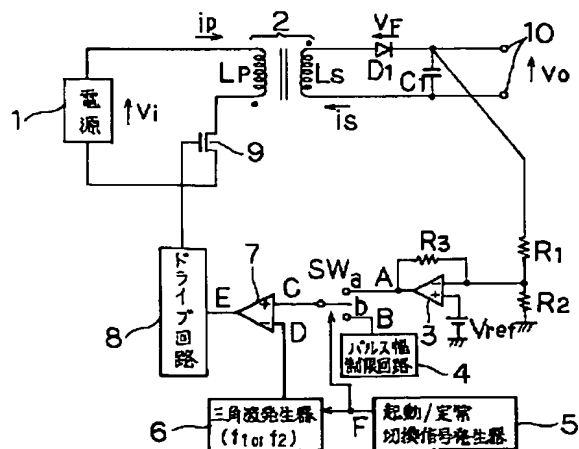 ip
2
VF
10
LP
LS
D1
C1
Vo
電源
1
Vi
is
9
R1
R3
7
SW
a
A
E
C
b
B
D
3
Vref
R2
ドライブ回路
8
パルス幅
制限回路
4
三角波発生器
(f1 or f2)
6
F
起動/定常
切換信号発生器
5